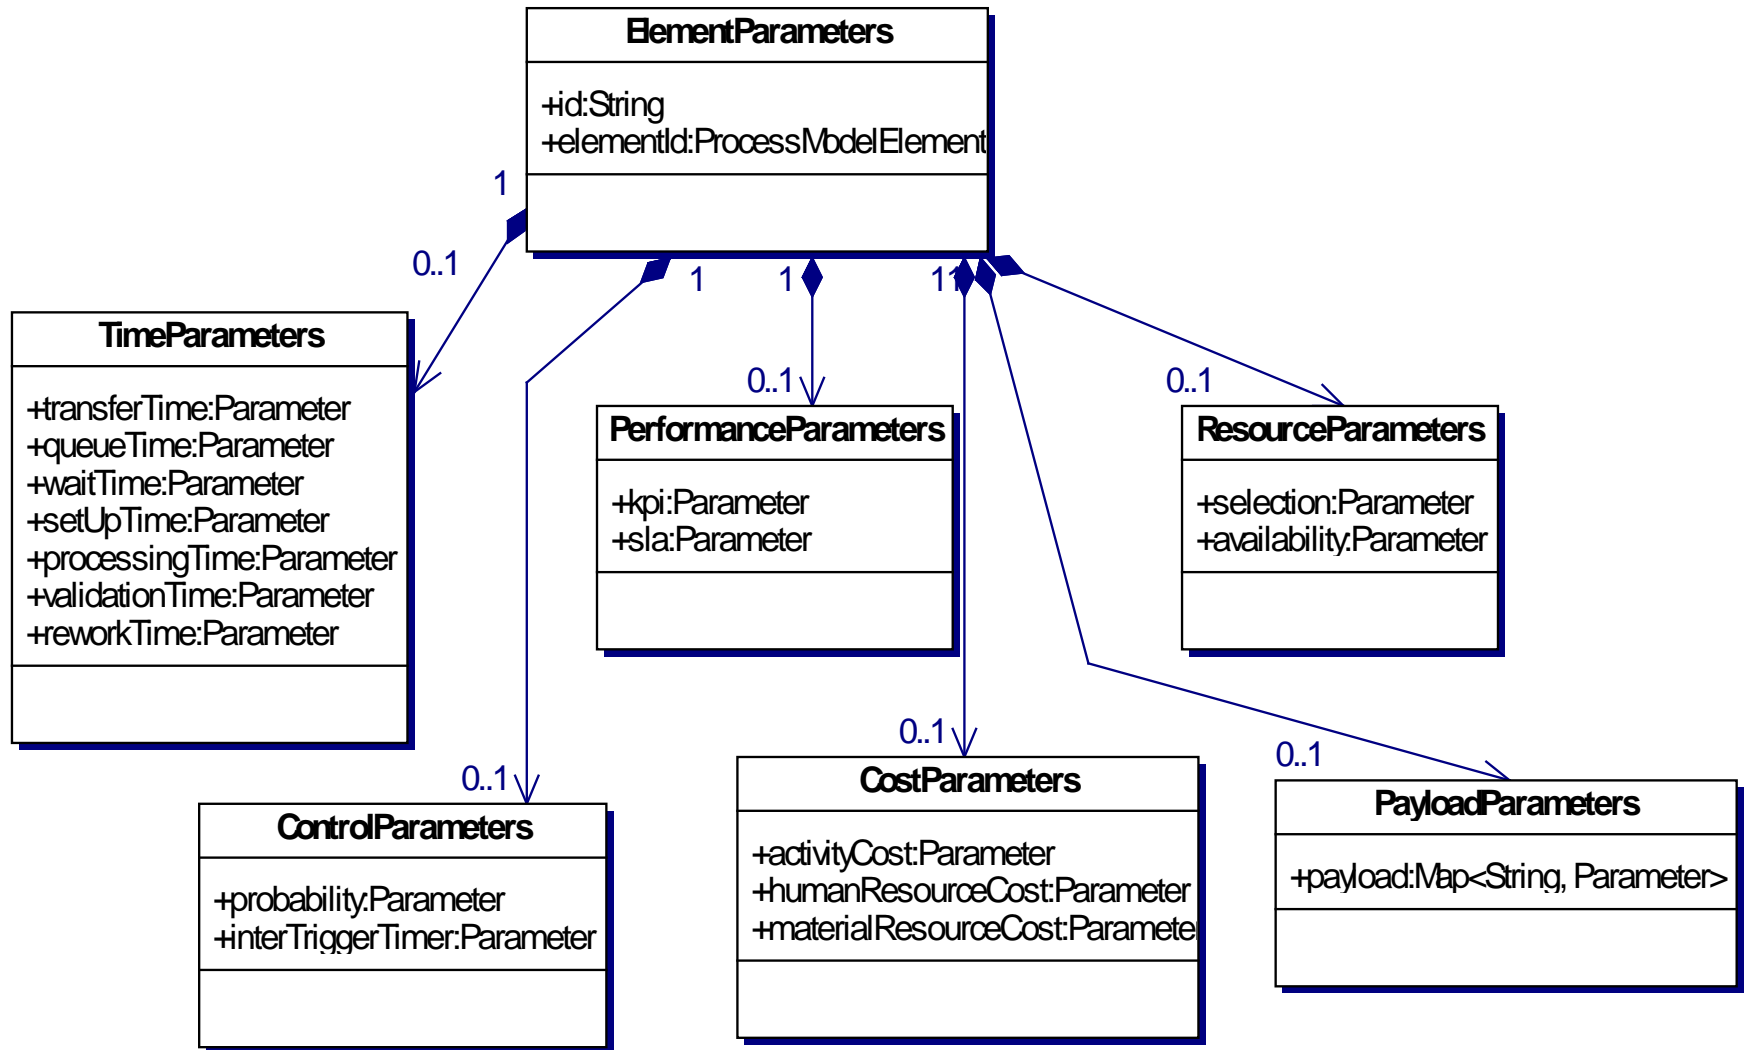 ElementParameters
+id:String
+elementId:ProcessModelElement
1
0..1
1
1
11
TimeParameters
+transferTime:Parameter
+queueTime:Parameter
+waitTime:Parameter
+setUpTime:Parameter
+processingTime:Parameter
+validationTime:Parameter
+reworkTime:Parameter
0..1
PerformanceParameters
+kpi:Parameter
+sla:Parameter
0..1
ResourceParameters
+selection:Parameter
+availability:Parameter
0..1
ControlParameters
+probability:Parameter
+interTriggerTimer:Parameter
0..1
CostParameters
+activityCost:Parameter
+humanResourceCost:Parameter
+materialResourceCost:Parameter
0..1
PayloadParameters
+payload:Map<String, Parameter>